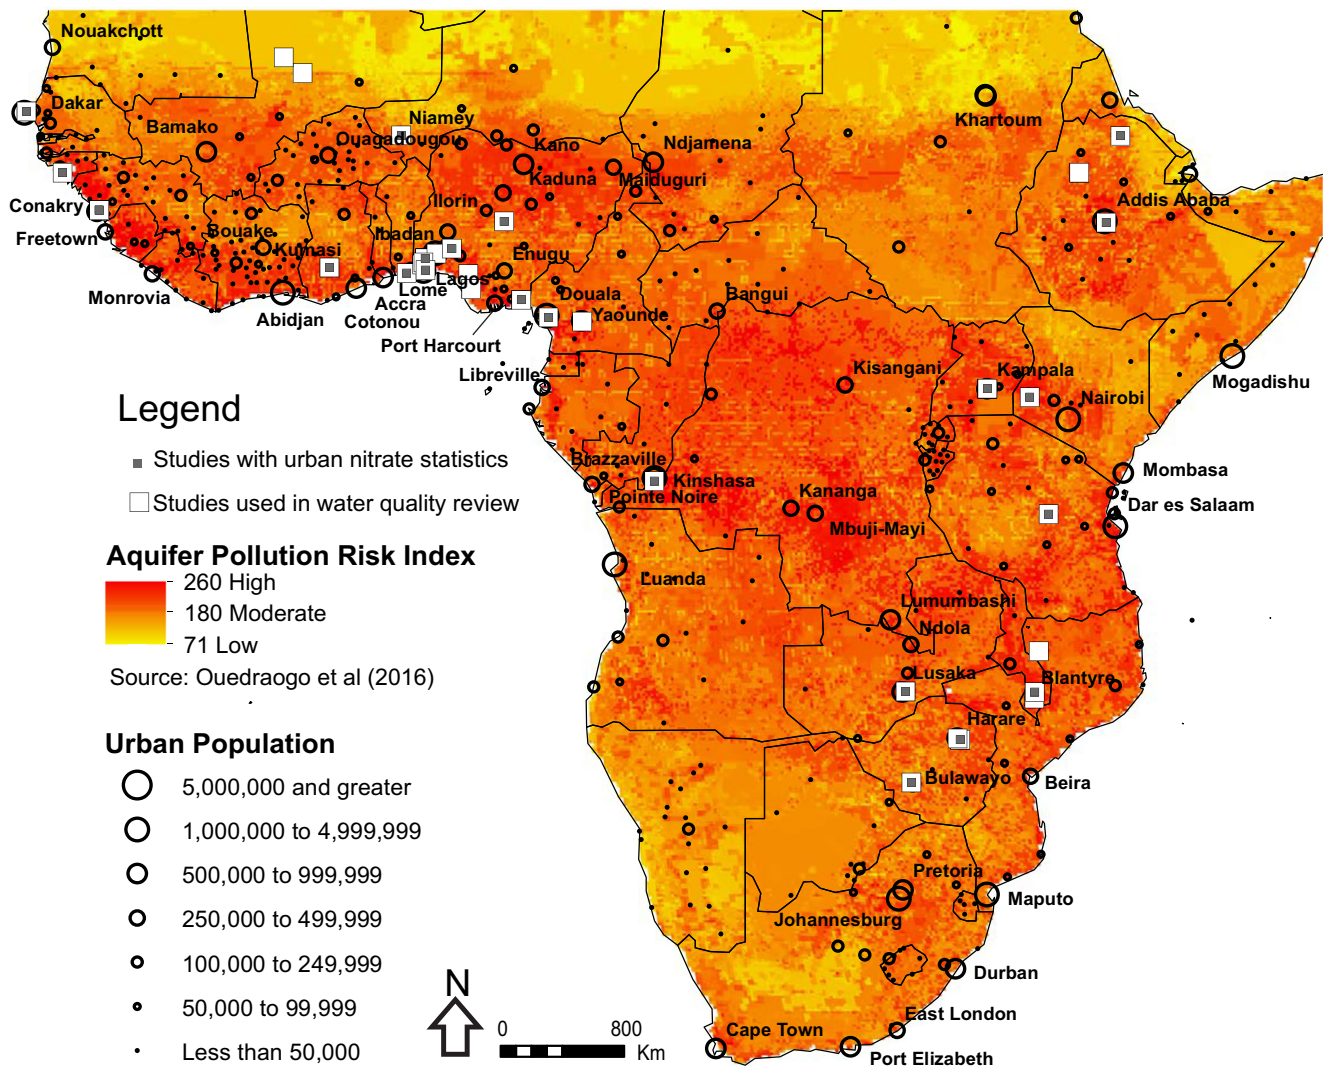 Nouakchott
Dakar
Bamako
Niamey
Ouagadougou
Kano
Ndjamena
Khartoum
Kaduna
Maiduguri
Ilorin
Addis Ababa
Conakry
Freetown
Bouake
Kumasi
Ibadan
Enugu
Lagos
Lome
Monrovia
Accra
Abidjan
Cotonou
Douala
Yaounde
Bangui
Port Harcourt
Libreville
Kisangani
Kampala
Nairobi
Mogadishu
Brazzaville
Kinshasa
Pointe Noire
Kananga
Mbuji-Mayi
Mombasa
Dar es Salaam
Luanda
Lumumbashi
Ndola
Lusaka
Blantyre
Harare
Bulawayo
Beira
Pretoria
Johannesburg
Maputo
Durban
East London
Cape Town
Port Elizabeth
Legend
Studies with urban nitrate statistics
Studies used in water quality review
Aquifer Pollution Risk Index
260 High
180 Moderate
71 Low
Source: Ouedraogo et al (2016)
Urban Population
5,000,000 and greater
1,000,000 to 4,999,999
500,000 to 999,999
250,000 to 499,999
100,000 to 249,999
50,000 to 99,999
Less than 50,000
N
0 800
Km